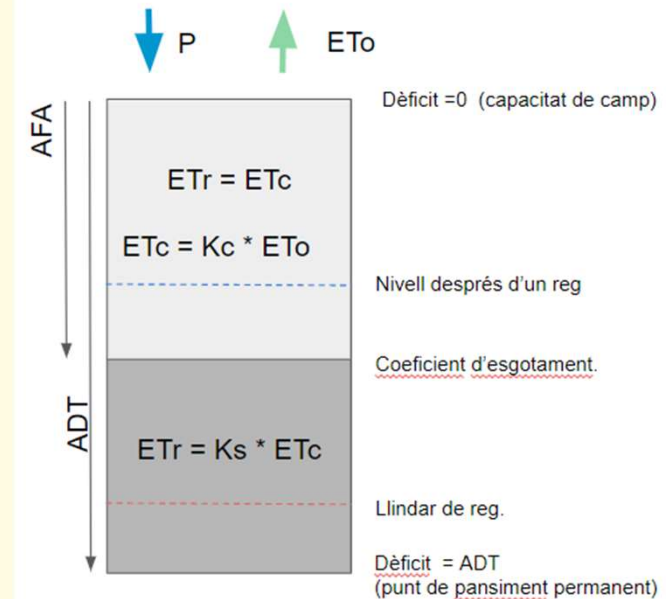 P
ETo
Dèficit =0 (capacitat de camp)
AFA
ETr = ETc
ETc = Kc * ETo
Nivell després d'un reg
Coeficient d'esgotament.
ADT
ETr = Ks * ETc
Llindar de reg.
Dèficit = ADT
(punt de pansiment permanent)